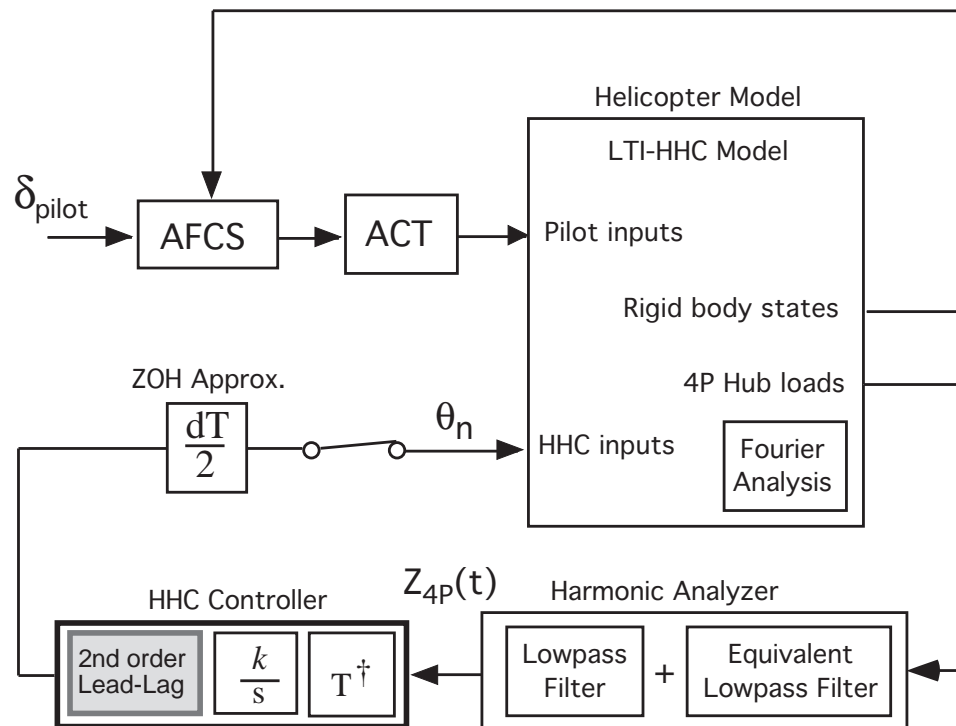 Helicopter Model
LTI-HHC Model
δpilot
AFCS
ACT
Pilot inputs
Rigid body states
ZOH Approx.
4P Hub loads
dT
2
θn
HHC inputs
Fourier
Analysis
Z4P(t)
HHC Controller
Harmonic Analyzer
2nd order
Lead-Lag
k
s
T†
Lowpass
Filter
+
Equivalent
Lowpass Filter